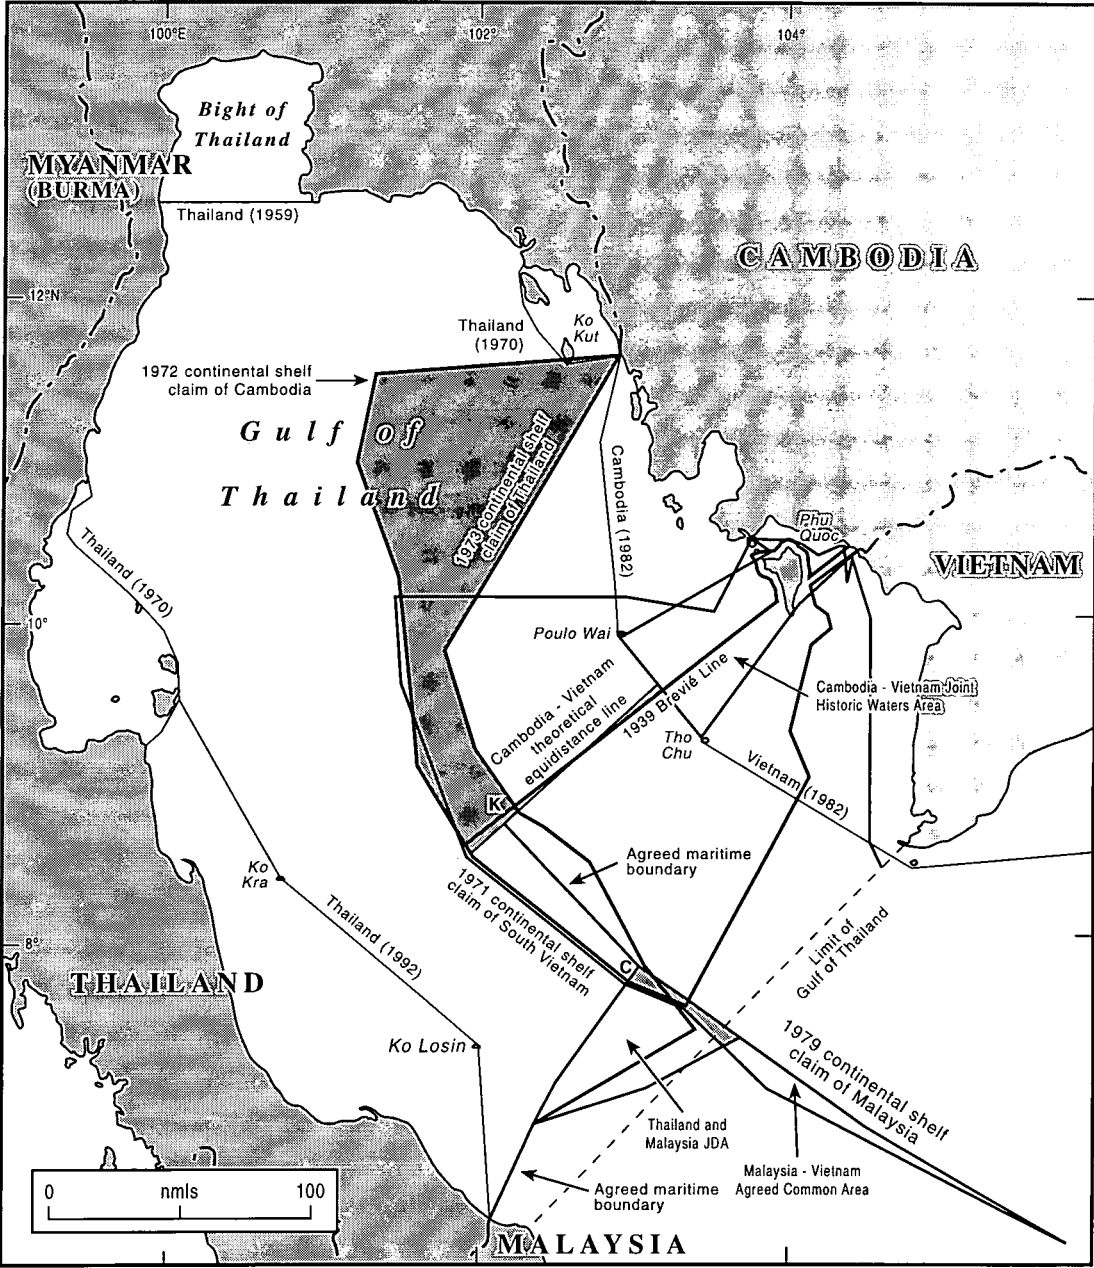 100°E
102°
104°
Bight of
Thailand
MYANMAR
(BURMA)
Thailand (1959)
CAMBODIA
12°N
Thailand
(1970)
Ko
Kut
1972 continental shelf
claim of Cambodia
Gulf of
Thailand
1973 continental shelf
claim of Thailand
Cambodia (1982)
Phu
Quoc
VIETNAM
Thailand (1970)
10°
Poulo Wai
Cambodia - Vietnam
theoretical
equidistance line
1939 Brevié Line
Cambodia - Vietnam Joint
Historic Waters Area
Tho
Chu
Vietnam (1982)
K
Agreed maritime
boundary
Ko
Kra
1971 continental shelf
claim of South Vietnam
Thailand (1992)
Limit of
Gulf of Thailand
8°
C
THAILAND
Ko Losin
1979 continental shelf
claim of Malaysia
Thailand and
Malaysia JDA
Malaysia - Vietnam
Agreed Common Area
Agreed maritime
boundary
0 nmls 100
MALAYSIA